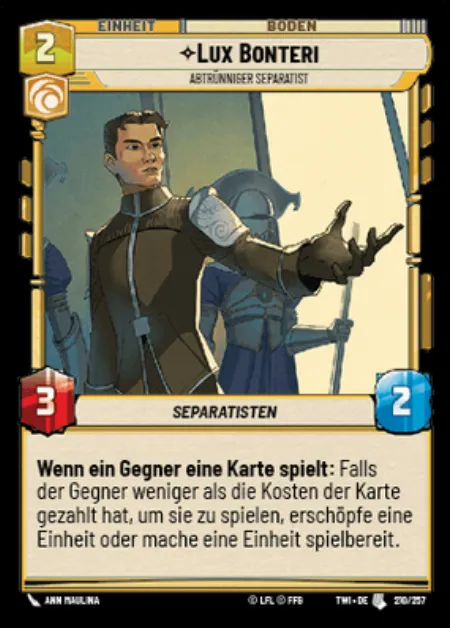 EINHEIT
BODEN
2
Lux Bonteri
ABTRÜNNIGER SEPARATIST
3
SEPARATISTEN
2
Wenn ein Gegner eine Karte spielt: Falls
der Gegner weniger als die Kosten der Karte
gezahlt hat, um sie zu spielen, erschöpfe eine
Einheit oder mache eine Einheit spielbereit.
ANN MAULINA
© LFL © FFG
TWI • DE
210/257